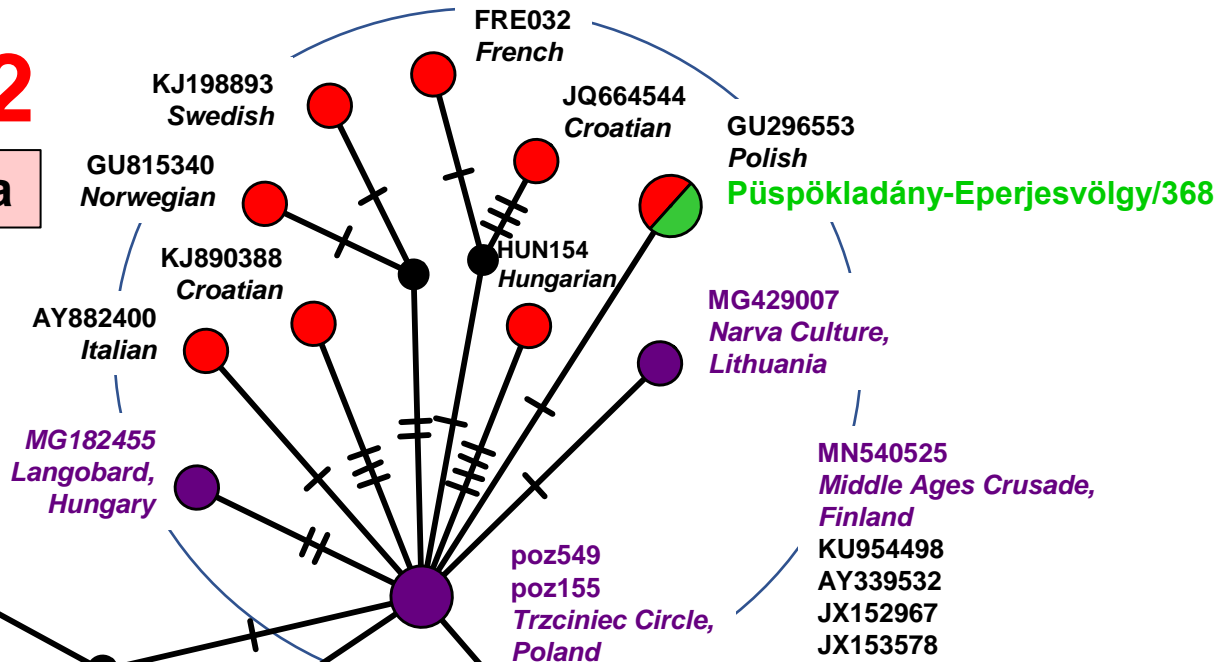 2
a
FRE032
French
KJ198893
Swedish
JQ664544
Croatian
GU296553
Polish
Püspökladány-Eperjesvölgy/368
GU815340
Norwegian
KJ890388
Croatian
HUN154
Hungarian
AY882400
Italian
MG429007
Narva Culture,
Lithuania
MG182455
Langobard,
Hungary
MN540525
Middle Ages Crusade,
Finland
KU954498
AY339532
JX152967
JX153578
poz549
poz155
Trzciniec Circle,
Poland